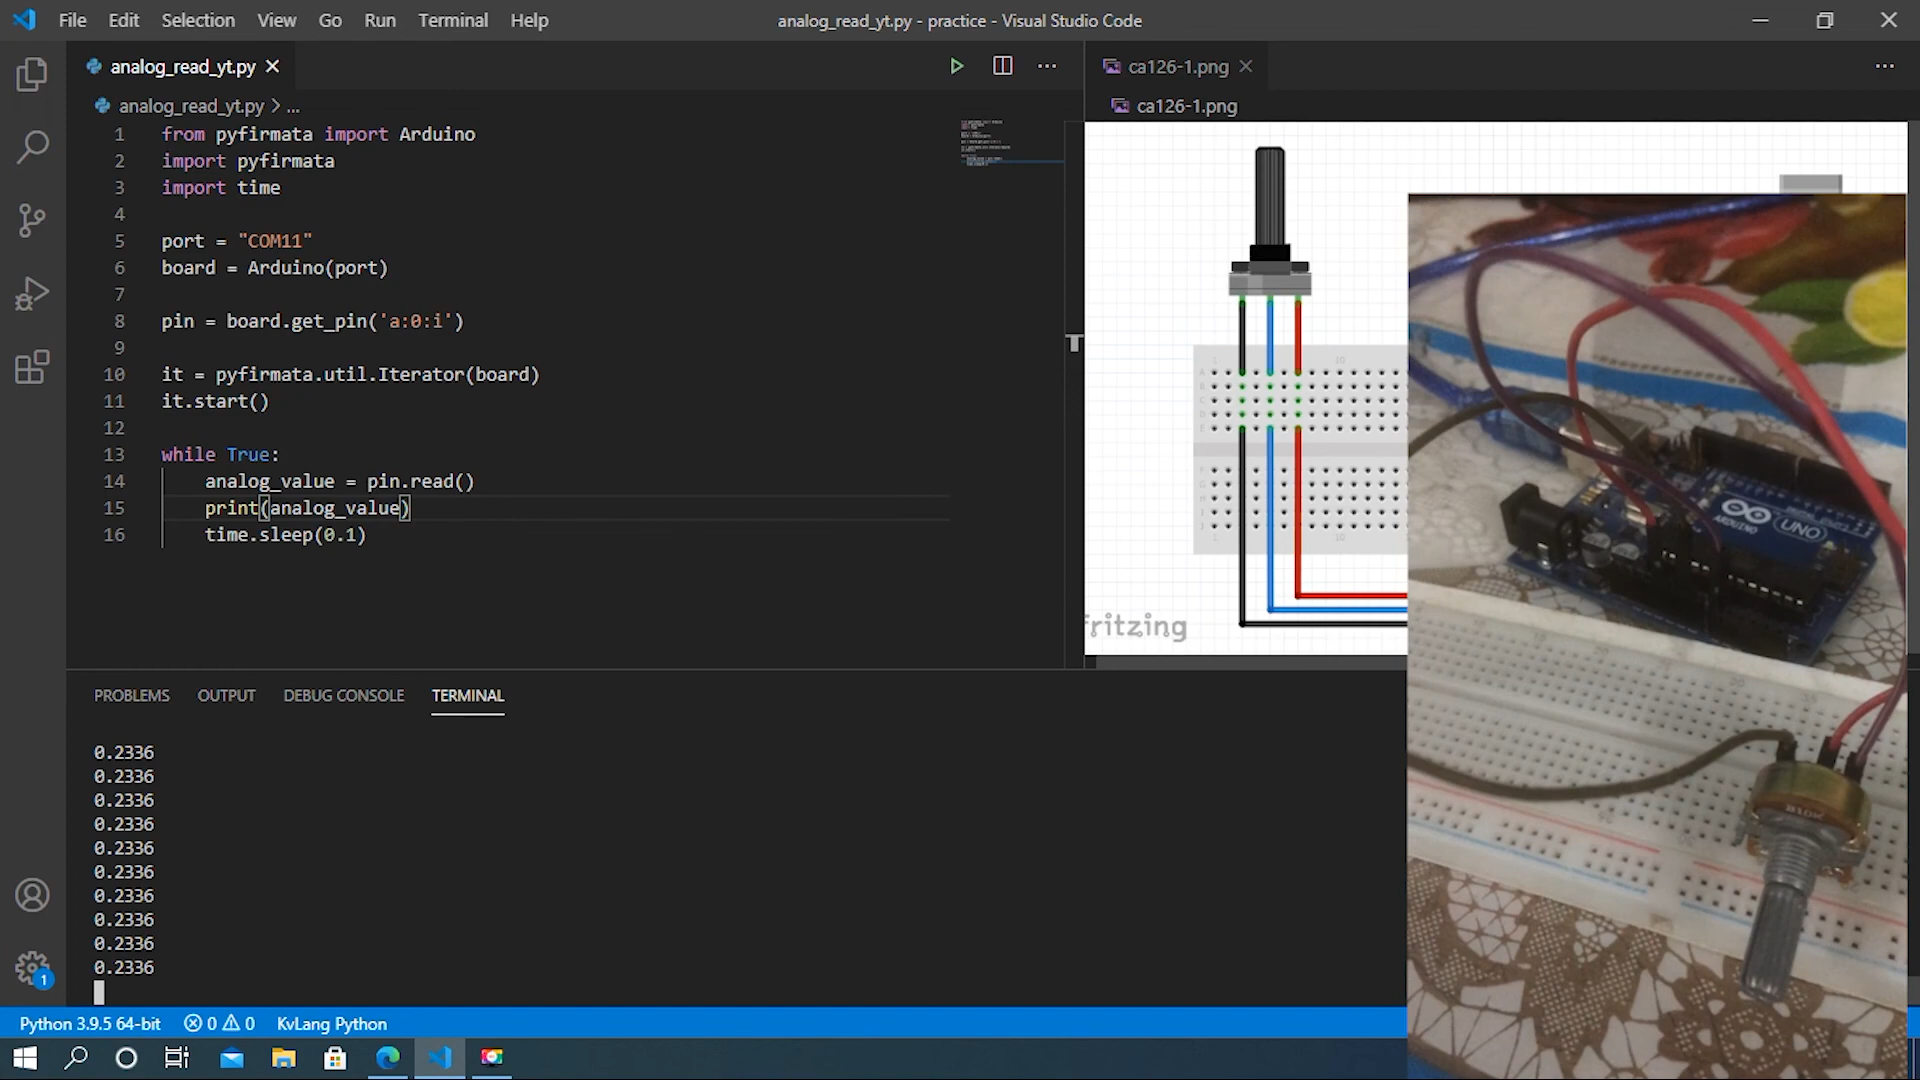 File Edit Selection View Go Run Terminal Help
analog_read_yt.py - practice - Visual Studio Code
analog_read_yt.py
analog_read_yt.py > ...
1 from pyfirmata import Arduino
2 import pyfirmata
3 import time
4
5 port = "COM11"
6 board = Arduino(port)
7
8 pin = board.get_pin('a:0:i')
9
10 it = pyfirmata.util.Iterator(board)
11 it.start()
12
13 while True:
14 analog_value = pin.read()
15 print(analog_value)
16 time.sleep(0.1)
ca126-1.png
ca126-1.png
fritzing
ARDUINO
UNO
B10K
PROBLEMS OUTPUT DEBUG CONSOLE TERMINAL
0.2336
0.2336
0.2336
0.2336
0.2336
0.2336
0.2336
0.2336
0.2336
0.2336
1
Python 3.9.5 64-bit 0 0 KvLang Python